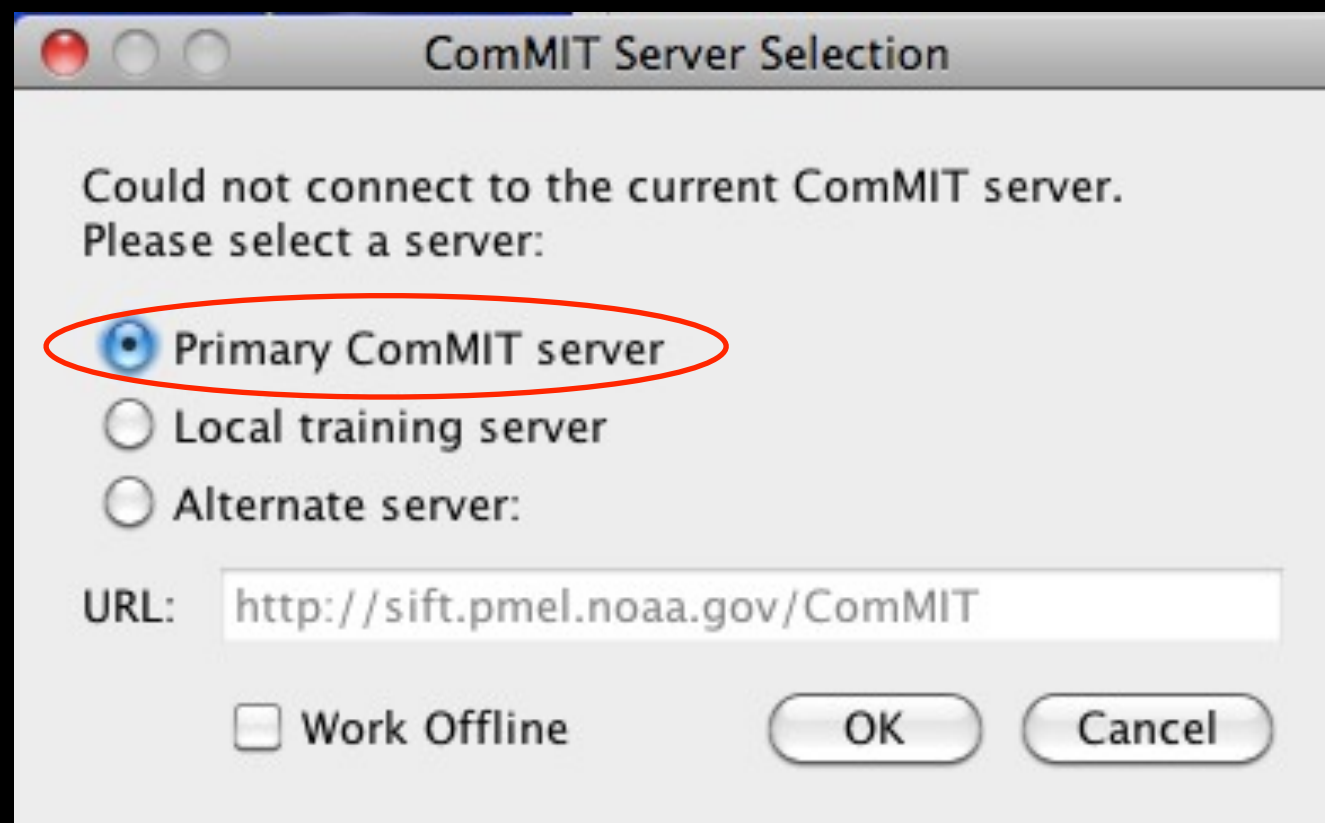 ComMIT Server Selection
Could not connect to the current ComMIT server.
Please select a server:
Primary ComMIT server
Local training server
Alternate server:
URL: http://sift.pmel.noaa.gov/ComMIT
Work Offline OK Cancel